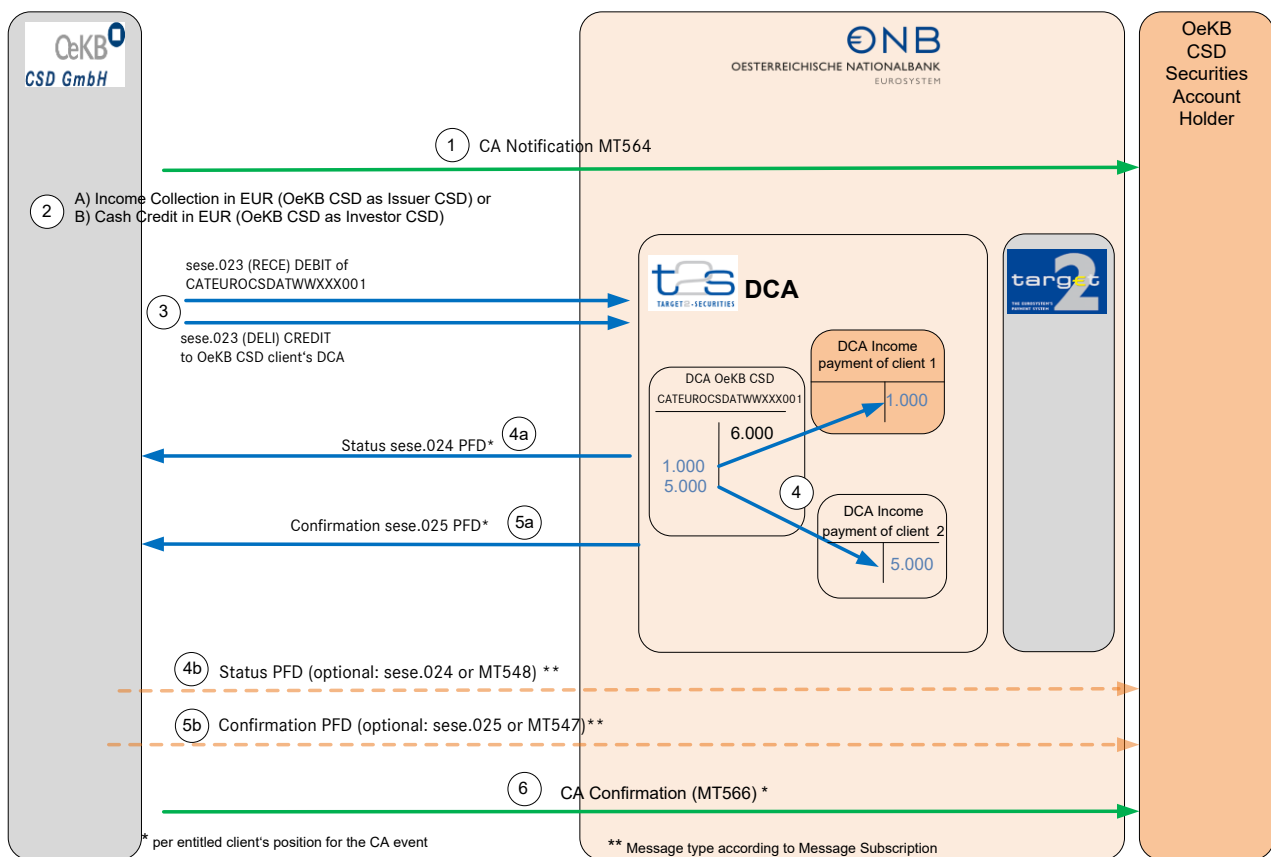 OeKB
CSD GmbH
ÖNB
OESTERREICHISCHE NATIONALBANK
EUROSYSTEM
OeKB
CSD
Securities
Account
Holder
1 CA Notification MT564
2
A) Income Collection in EUR (OeKB CSD as Issuer CSD) or
B) Cash Credit in EUR (OeKB CSD as Investor CSD)
sese.023 (RECE) DEBIT of
CATEUROCSDATWWXXX001
3
sese.023 (DELI) CREDIT
to OeKB CSD client's DCA
t2s
TARGET2-SECURITIES
DCA
target
2
THE EUROSYSTEM'S
PAYMENT SYSTEM
DCA Income
payment of client 1
1.000
DCA OeKB CSD
CATEUROCSDATWWXXX001
6.000
1.000
5.000
4
DCA Income
payment of client 2
5.000
Status sese.024 PFD* 4a
Confirmation sese.025 PFD* 5a
4b Status PFD (optional: sese.024 or MT548) **
5b Confirmation PFD (optional: sese.025 or MT547)**
6 CA Confirmation (MT566) *
* per entitled client's position for the CA event
** Message type according to Message Subscription